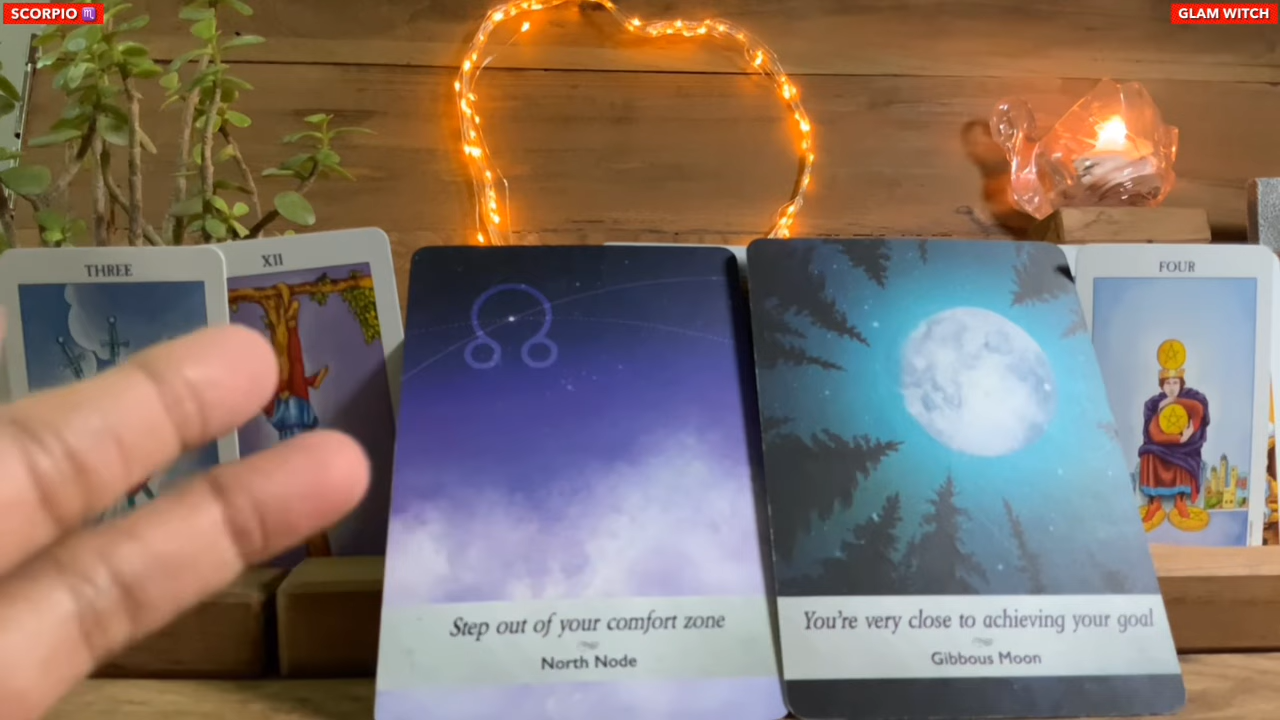 SCORPIO ♏
GLAM WITCH
THREE
XII
FOUR
Step out of your comfort zone
North Node
You're very close to achieving your goal
Gibbous Moon